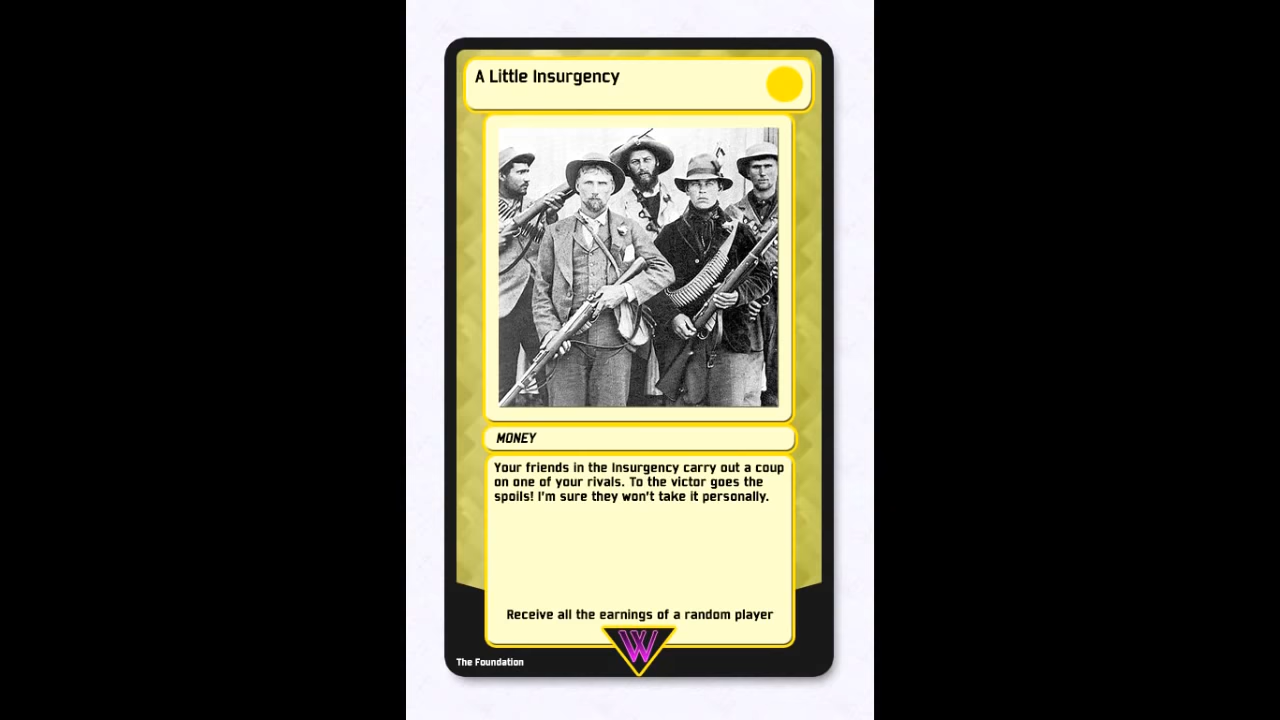 A Little Insurgency
MONEY
Your friends in the Insurgency carry out a coup
on one of your rivals. To the victor goes the
spoils! I'm sure they won't take it personally.
Receive all the earnings of a random player
W
The Foundation